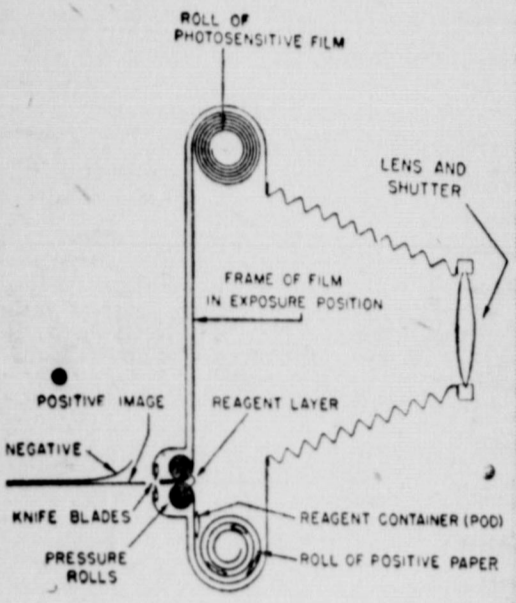 ROLL OF
PHOTOSENSITIVE FILM
LENS AND
SHUTTER
FRAME OF FILM
IN EXPOSURE POSITION
POSITIVE IMAGE
REAGENT LAYER
NEGATIVE
KNIFE BLADES
REAGENT CONTAINER (POD)
PRESSURE
ROLLS
ROLL OF POSITIVE PAPER